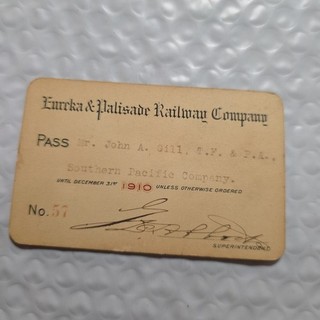 Eureka & Palisade Railway Company
PASS Mr. John A. Gill, T.F. & P.A.,
Southern Pacific Company.
UNTIL DECEMBER 31ST 1910 UNLESS OTHERWISE ORDERED
No. 57
SUPERINTENDENT